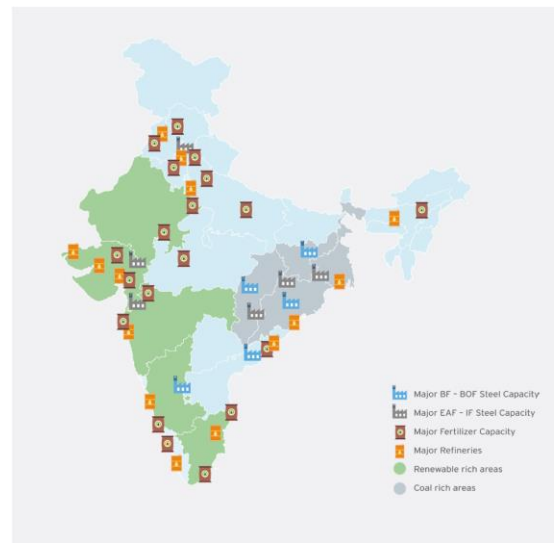 Major BF - BOF Steel Capacity
Major EAF - IF Steel Capacity
Major Fertilizer Capacity
Major Refineries
Renewable rich areas
Coal rich areas